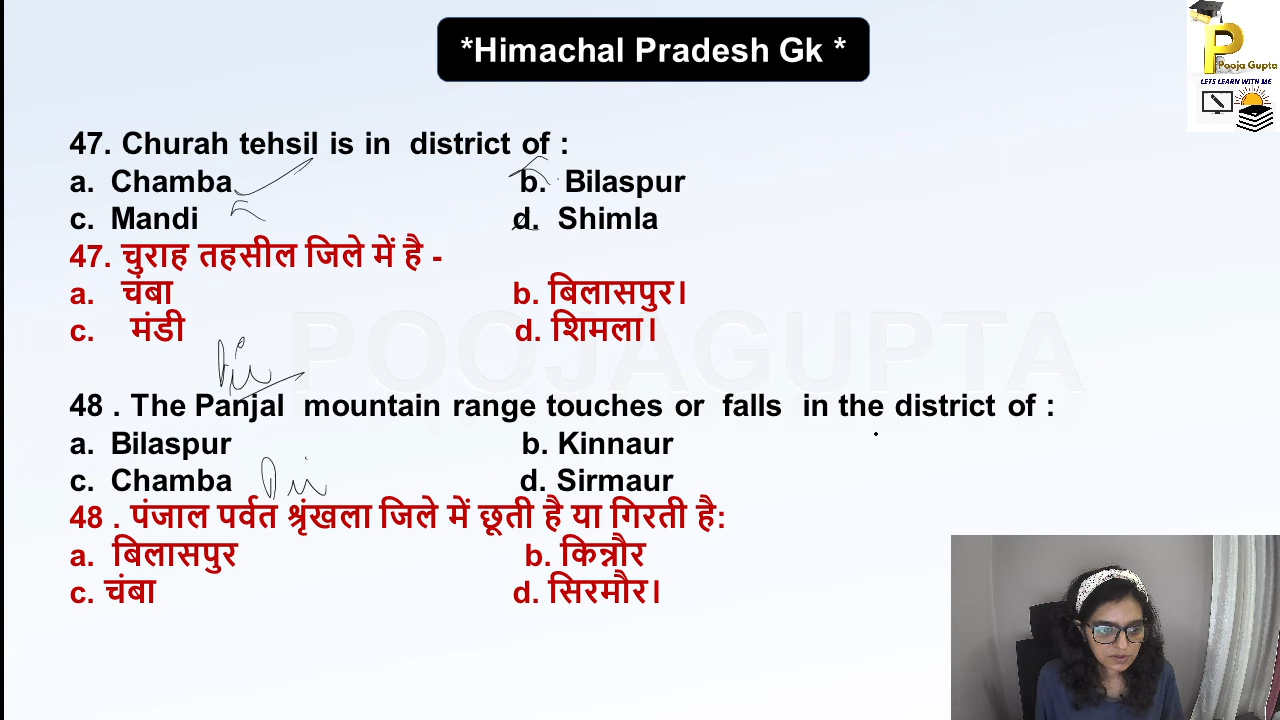 *Himachal Pradesh Gk *
P
Pooja Gupta
LETS LEARN WITH ME
47. Churah tehsil is in district of :
a. Chamba b. Bilaspur
c. Mandi d. Shimla
47. चुराह तहसील जिले में है -
a. चंबा b. बिलासपुर।
c. मंडी d. शिमला।
POOJAGUPTA
Pir
48 . The Panjal mountain range touches or falls in the district of :
a. Bilaspur b. Kinnaur
c. Chamba d. Sirmaur
48 . पंजाल पर्वत श्रृंखला जिले में छूती है या गिरती है:
a. बिलासपुर b. किन्नौर
c. चंबा d. सिरमौर।